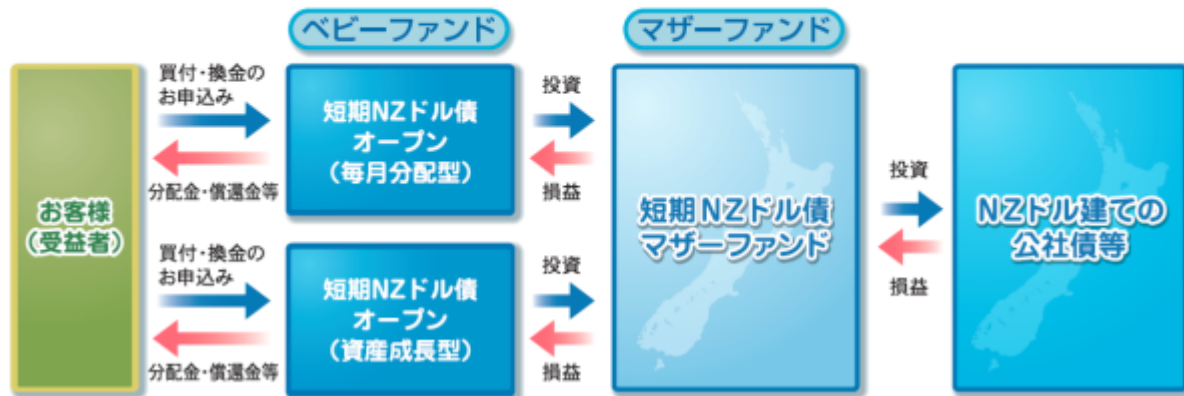 ベビーファンド
マザーファンド
お客様
（受益者）
買付・換金の
お申込み
分配金・償還金等
短期NZドル債
オープン
（毎月分配型）
投資
損益
買付・換金の
お申込み
分配金・償還金等
短期NZドル債
オープン
（資産成長型）
投資
損益
短期NZドル債
マザーファンド
投資
損益
NZドル建ての
公社債等